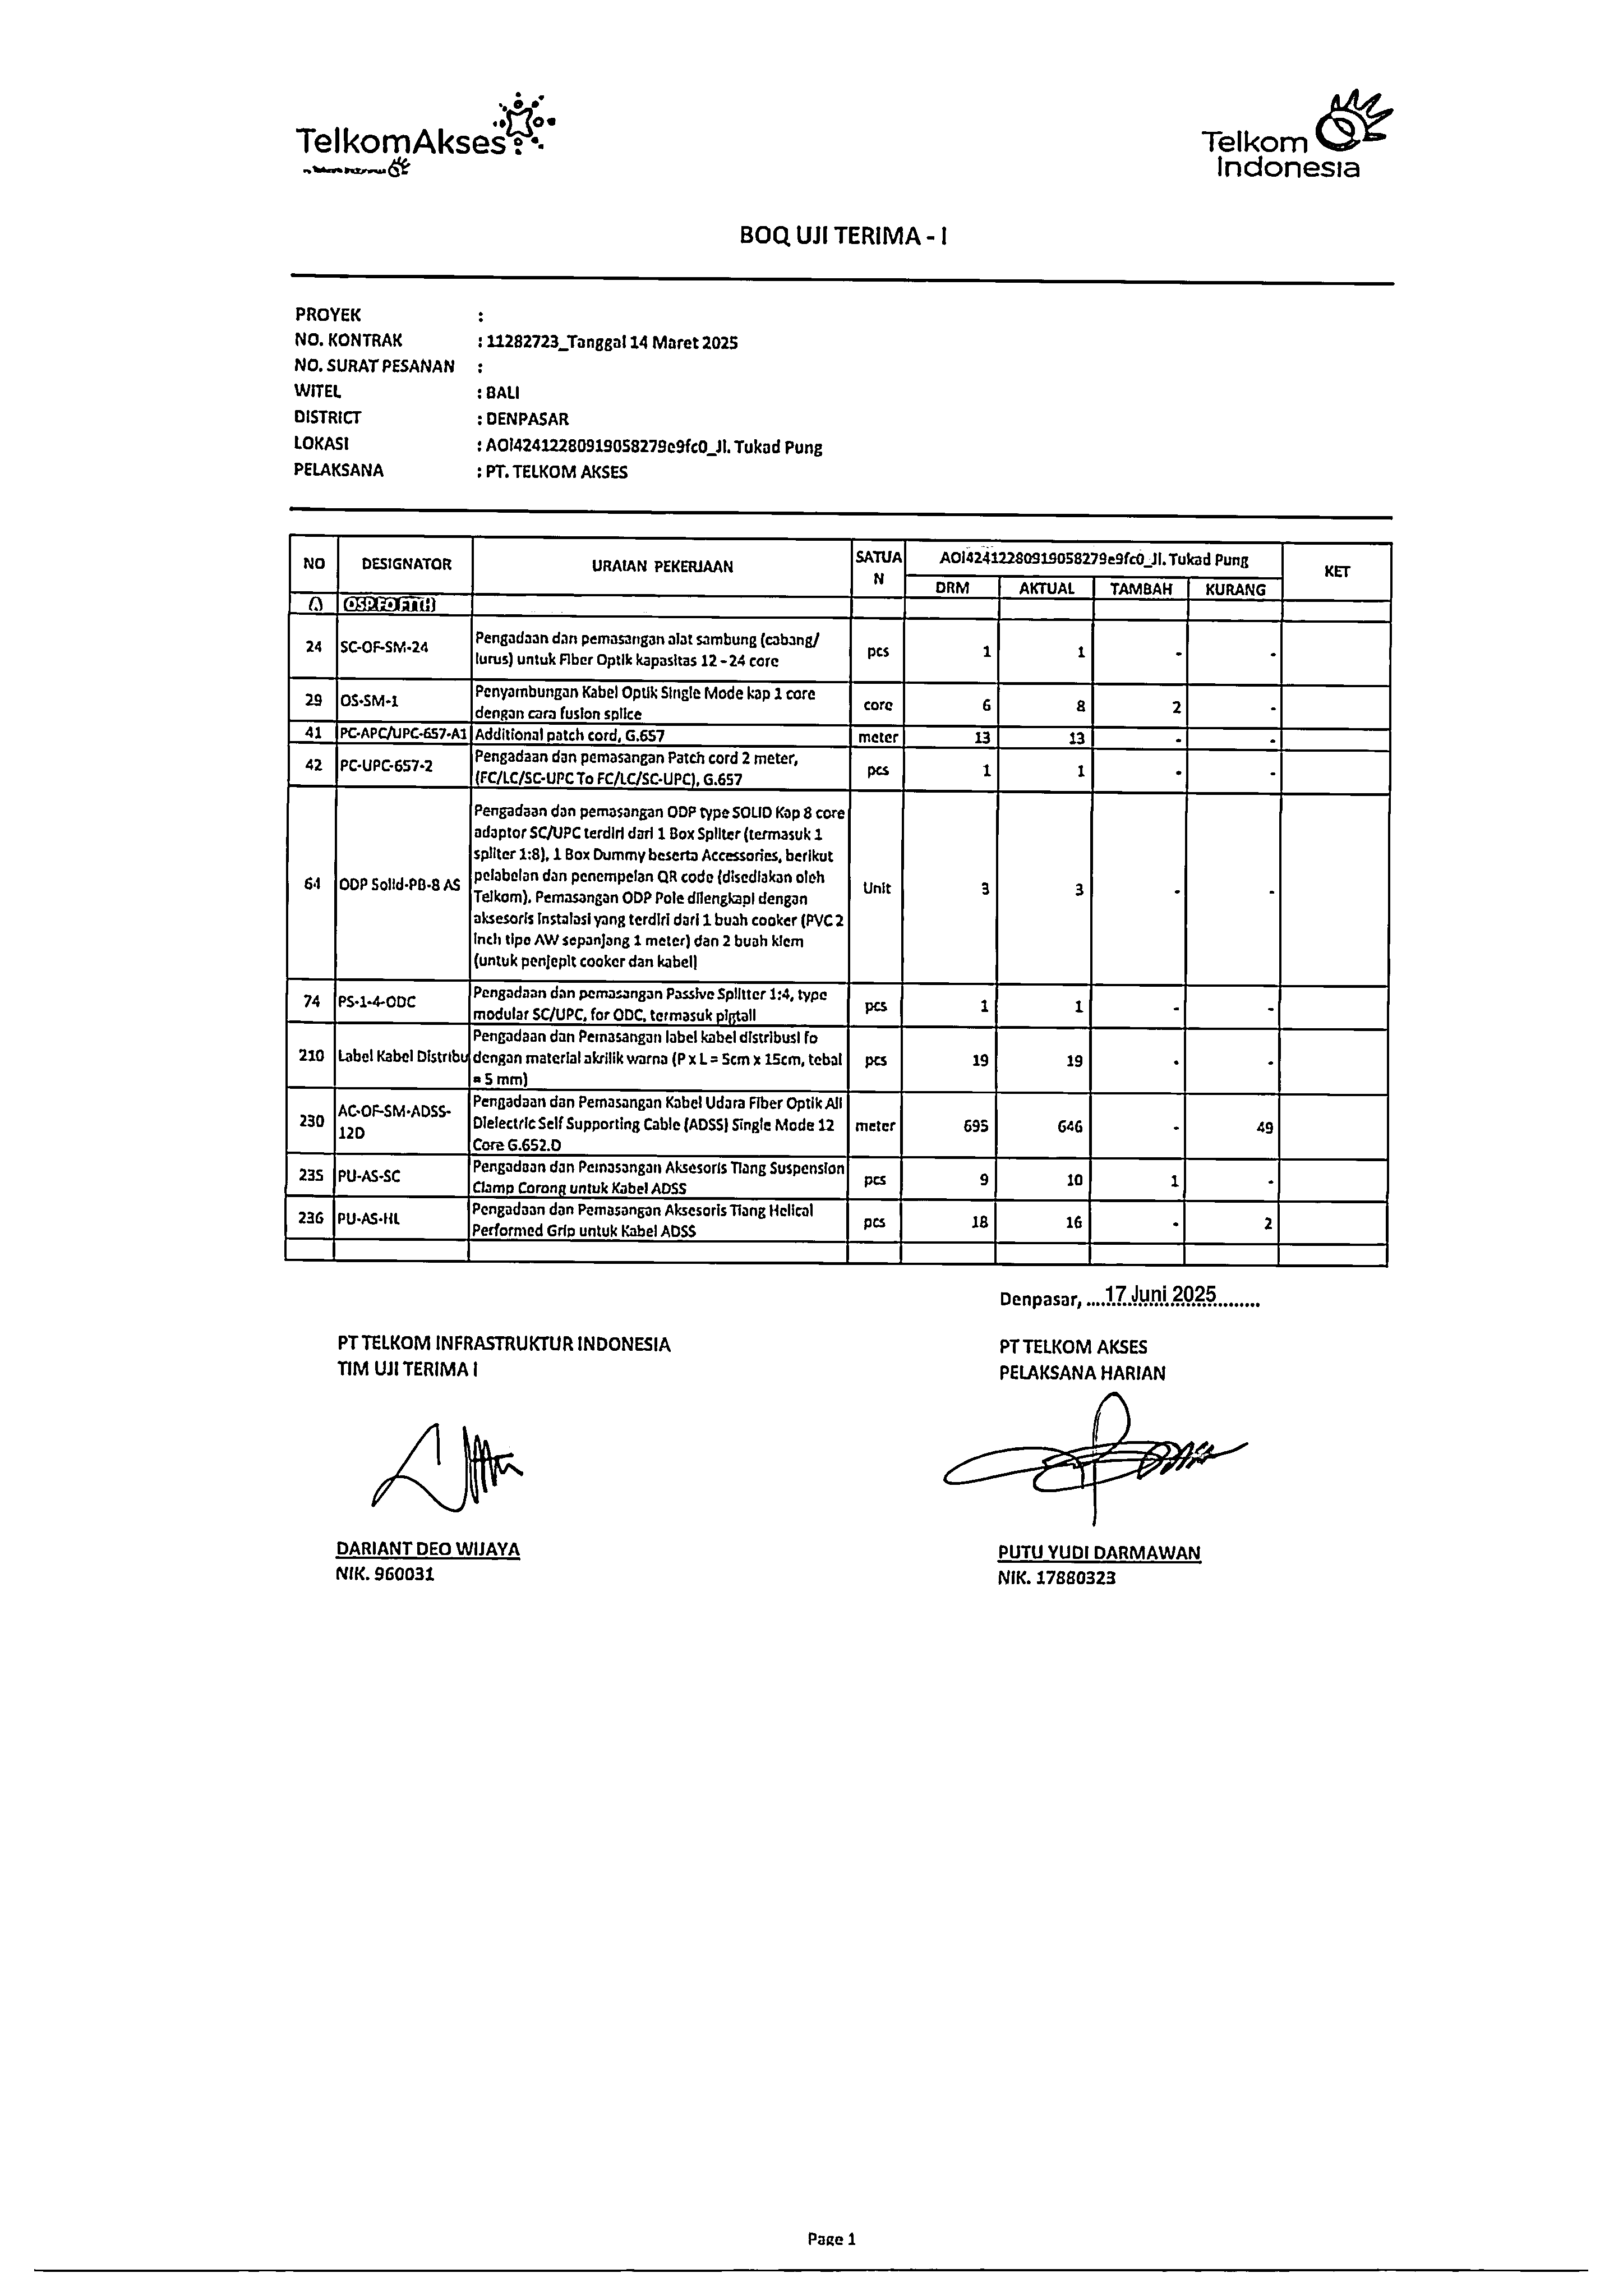 TelkomAkses
by Telkom Indonesia
Telkom
Indonesia
BOQ UJI TERIMA - I
PROYEK :
NO. KONTRAK : 11282723_Tanggal 14 Maret 2025
NO. SURAT PESANAN :
WITEL : BALI
DISTRICT : DENPASAR
LOKASI : AOI42412280919058279e9fc0_Jl. Tukad Pung
PELAKSANA : PT. TELKOM AKSES
NO DESIGNATOR URAIAN PEKERJAAN SATUAN AOI42412280919058279e9fc0_Jl. Tukad Pung KET
DRM AKTUAL TAMBAH KURANG
A OSP FO FTTH
24 SC-OF-SM-24 Pengadaan dan pemasangan alat sambung (cabang/
lurus) untuk Fiber Optik kapasitas 12 - 24 core pcs 1 1 - -
29 OS-SM-1 Penyambungan Kabel Optik Single Mode kap 1 core
dengan cara fusion splice core 6 8 2 -
41 PC-APC/UPC-657-A1 Additional patch cord, G.657 meter 13 13 - -
42 PC-UPC-657-2 Pengadaan dan pemasangan Patch cord 2 meter,
(FC/LC/SC-UPC To FC/LC/SC-UPC), G.657 pcs 1 1 - -
64 ODP Solid-PB-8 AS Pengadaan dan pemasangan ODP type SOLID Kap 8 core
adaptor SC/UPC terdiri dari 1 Box Spliter (termasuk 1
spliter 1:8), 1 Box Dummy beserta Accessories, berikut
pelabelan dan penempelan QR code (disediakan oleh
Telkom). Pemasangan ODP Pole dilengkapi dengan
aksesoris instalasi yang terdiri dari 1 buah cooker (PVC 2
inch tipe AW sepanjang 1 meter) dan 2 buah klem
(untuk penjepit cooker dan kabel) Unit 3 3 - -
74 PS-1-4-ODC Pengadaan dan pemasangan Passive Splitter 1:4, type
modular SC/UPC, for ODC, termasuk pigtail pcs 1 1 - -
210 Label Kabel Distribu Pengadaan dan Pemasangan label kabel distribusi fo
dengan material akrilik warna (P x L = 5cm x 15cm, tebal
= 5 mm) pcs 19 19 - -
230 AC-OF-SM-ADSS-
12D Pengadaan dan Pemasangan Kabel Udara Fiber Optik All
Dielectric Self Supporting Cable (ADSS) Single Mode 12
Core G.652.D meter 695 646 - 49
235 PU-AS-SC Pengadaan dan Pemasangan Aksesoris Tiang Suspension
Clamp Corong untuk Kabel ADSS pcs 9 10 1 -
236 PU-AS-HL Pengadaan dan Pemasangan Aksesoris Tiang Helical
Performed Grip untuk Kabel ADSS pcs 18 16 - 2
Denpasar, ....17 Juni 2025.........
PT TELKOM INFRASTRUKTUR INDONESIA
TIM UJI TERIMA I
PT TELKOM AKSES
PELAKSANA HARIAN
DARIANT DEO WIJAYA
NIK. 960031
PUTU YUDI DARMAWAN
NIK. 17880323
Page 1